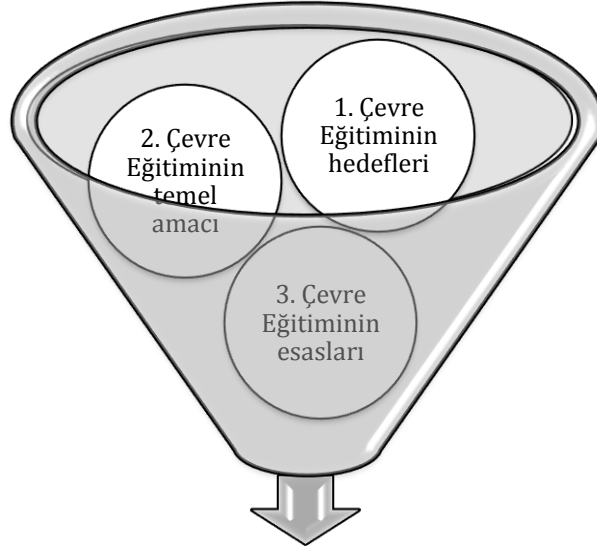 1. Çevre
Eğitiminin
hedefleri
2. Çevre
Eğitiminin
temel
amacı
3. Çevre
Eğitiminin
esasları